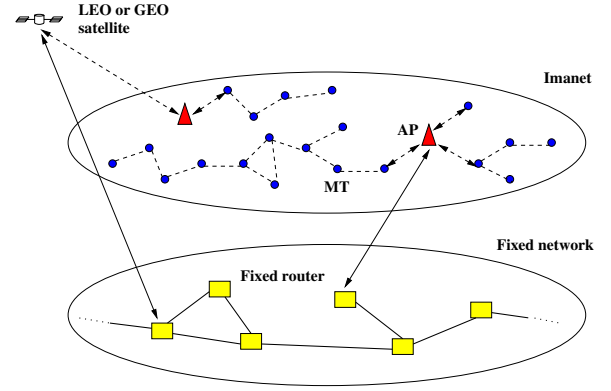 LEO or GEO
satellite
Imanet
AP
MT
Fixed network
Fixed router